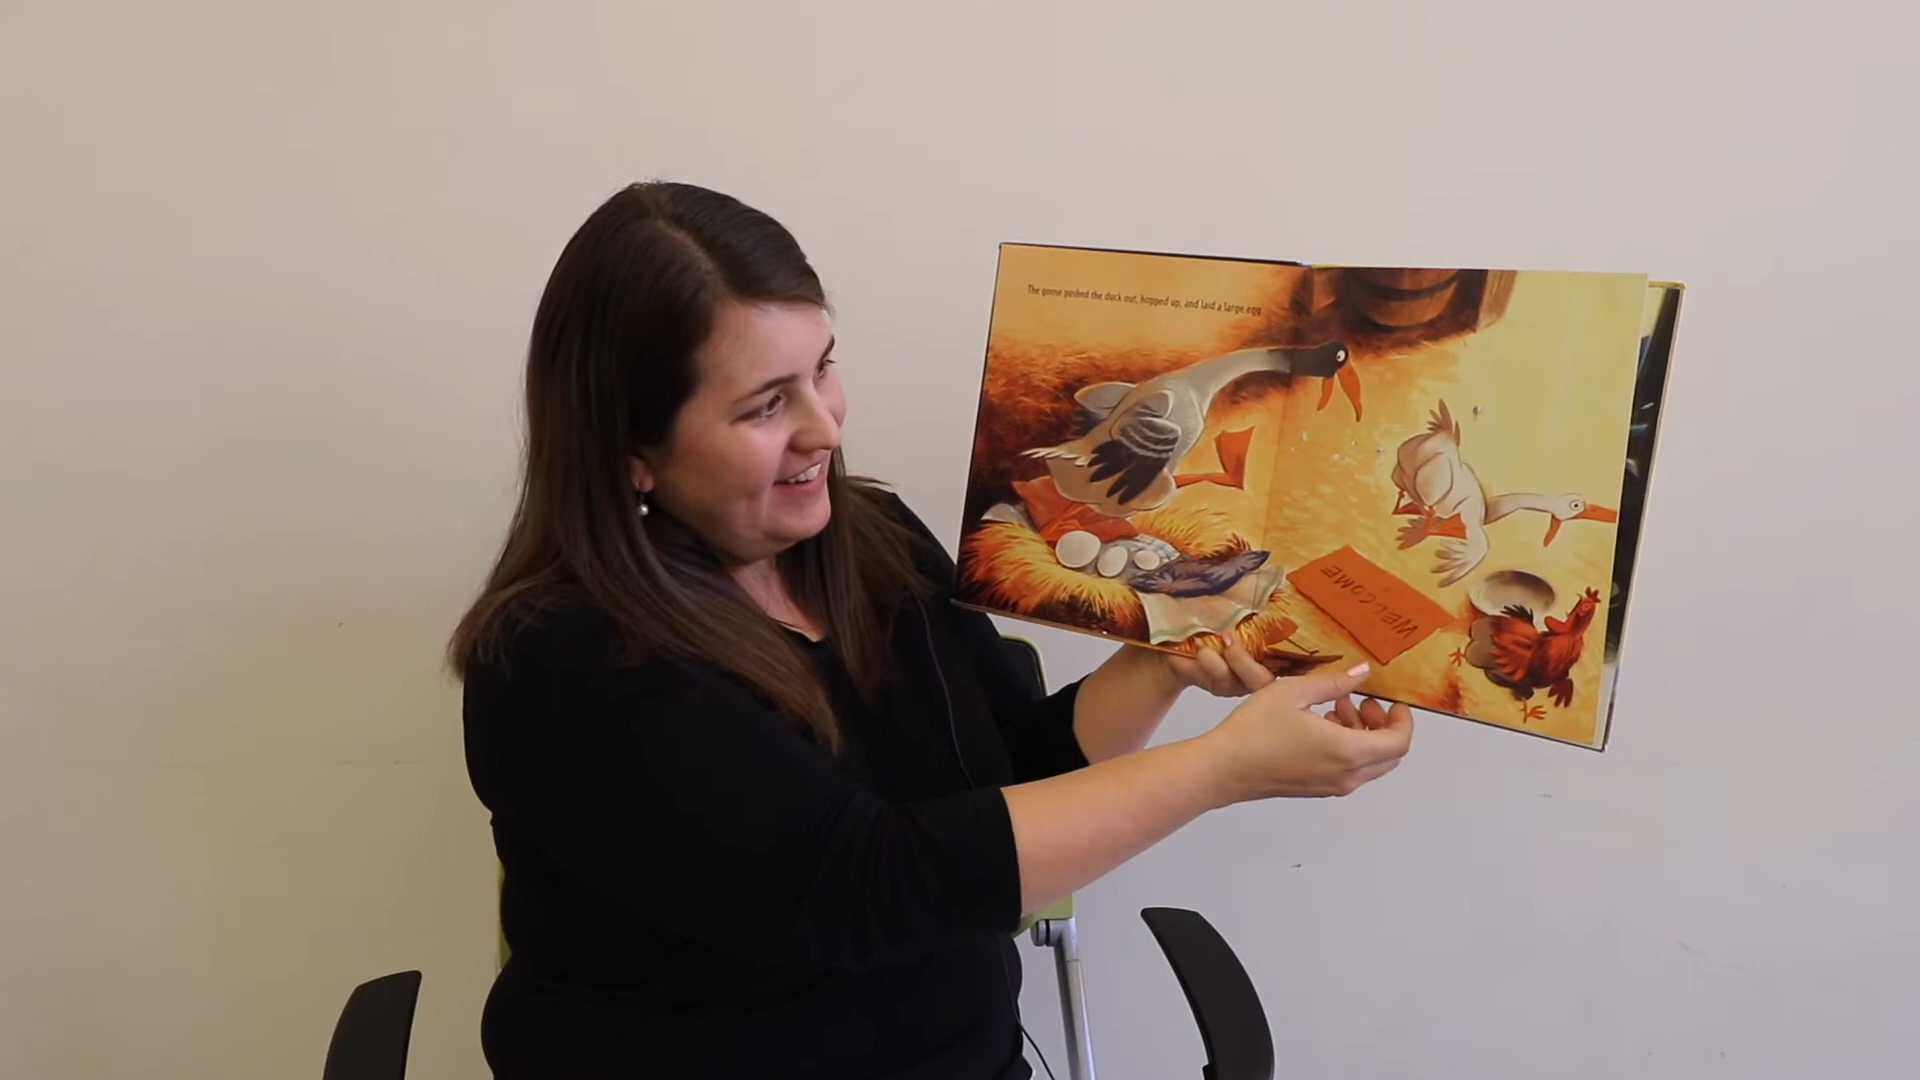 The goose pushed the duck out, hopped up, and laid a large egg.
WELCOME